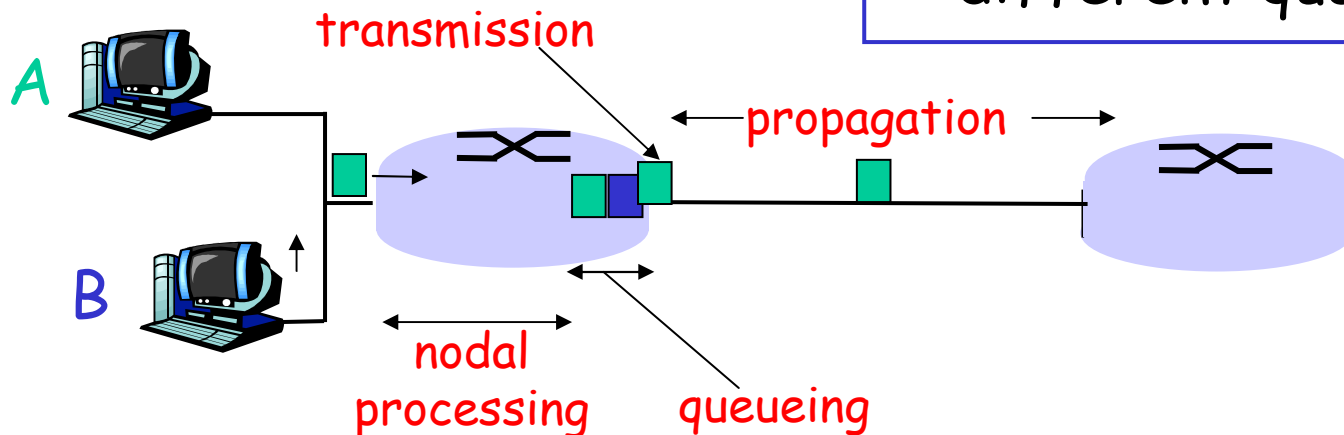 transmission
A
propagation
B
nodal
processing
queueing